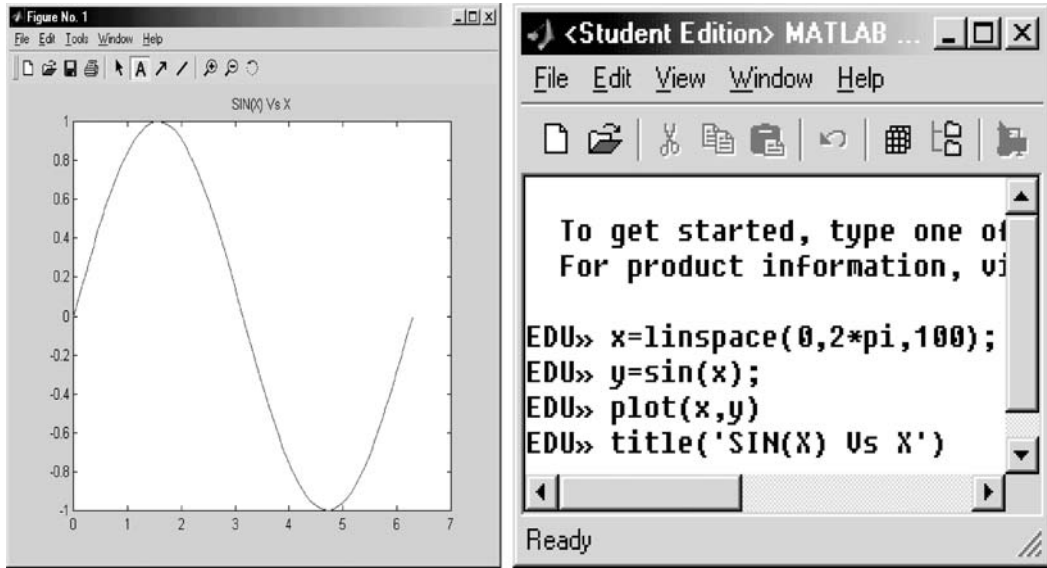 Figure No. 1
File Edit Tools Window Help
A
SIN(X) Vs X
1
0.8
0.6
0.4
0.2
0
-0.2
-0.4
-0.6
-0.8
-1
0 1 2 3 4 5 6 7
<Student Edition> MATLAB ...
File Edit View Window Help
To get started, type one of
For product information, vi
EDU» x=linspace(0,2*pi,100);
EDU» y=sin(x);
EDU» plot(x,y)
EDU» title('SIN(X) Vs X')
Ready